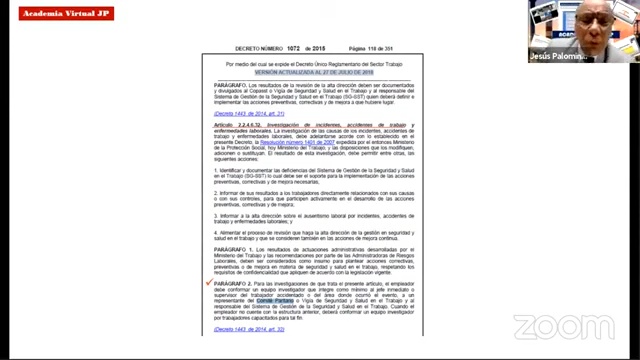 Academia Virtual JP
Jesús Palomin...
DECRETO NÚMERO 1072 de 2015 Página 118 de 301
Por medio del cual se expide el Decreto Único Reglamentario del Sector Trabajo
VERSIÓN ACTUALIZADA AL 27 DE JULIO DE 2018
PARÁGRAFO. Los resultados de la revisión de la alta dirección deben ser documentados
y divulgados al Copasst o Vigía de Seguridad y Salud en el Trabajo y al responsable del
Sistema de Gestión de la Seguridad y Salud en el Trabajo (SG-SST) quien deberá definir e
implementar las acciones preventivas, correctivas y de mejora a que hubiere lugar.
(Decreto 1443 de 2014, art. 31)
Artículo 2.2.4.6.32. Investigación de incidentes, accidentes de trabajo y
enfermedades laborales. La investigación de las causas de los incidentes, accidentes de
trabajo y enfermedades laborales, debe adelantarse acorde con lo establecido en el
presente Decreto, la Resolución número 1401 de 2007 expedida por el entonces Ministerio
de la Protección Social, hoy Ministerio del Trabajo, y las disposiciones que los modifiquen,
adicionen o sustituyan. El resultado de esta investigación, debe permitir entre otras, las
siguientes acciones:
1. Identificar y documentar las deficiencias del Sistema de Gestión de la Seguridad y Salud
en el Trabajo (SG-SST) lo cual debe ser el soporte para la implementación de las acciones
preventivas, correctivas y de mejora necesarias;
2. Informar de sus resultados a los trabajadores directamente relacionados con sus causas
o con sus controles, para que participen activamente en el desarrollo de las acciones
preventivas, correctivas y de mejora;
3. Informar a la alta dirección sobre el ausentismo laboral por incidentes, accidentes de
trabajo y enfermedades laborales; y
4. Alimentar el proceso de revisión que haga la alta dirección de la gestión en seguridad y
salud en el trabajo y que se consideren también en las acciones de mejora continua.
PARÁGRAFO 1. Los resultados de actuaciones administrativas desarrolladas por el
Ministerio del Trabajo y las recomendaciones por parte de las Administradoras de Riesgos
Laborales, deben ser considerados como insumo para plantear acciones correctivas,
preventivas o de mejora en materia de seguridad y salud en el trabajo, respetando los
requisitos de confidencialidad que apliquen de acuerdo con la legislación vigente.
PARÁGRAFO 2. Para las investigaciones de que trata el presente artículo, el empleador
debe conformar un equipo investigador que integre como mínimo al jefe inmediato o
supervisor del trabajador accidentado o del área donde ocurrió el evento, a un
representante del Comité Paritario o Vigía de Seguridad y Salud en el Trabajo y al
responsable del Sistema de Gestión de la Seguridad y Salud en el Trabajo. Cuando el
empleador no cuente con la estructura anterior, deberá conformar un equipo investigador
por trabajadores capacitados para tal fin.
(Decreto 1443 de 2014, art. 32)
zoom